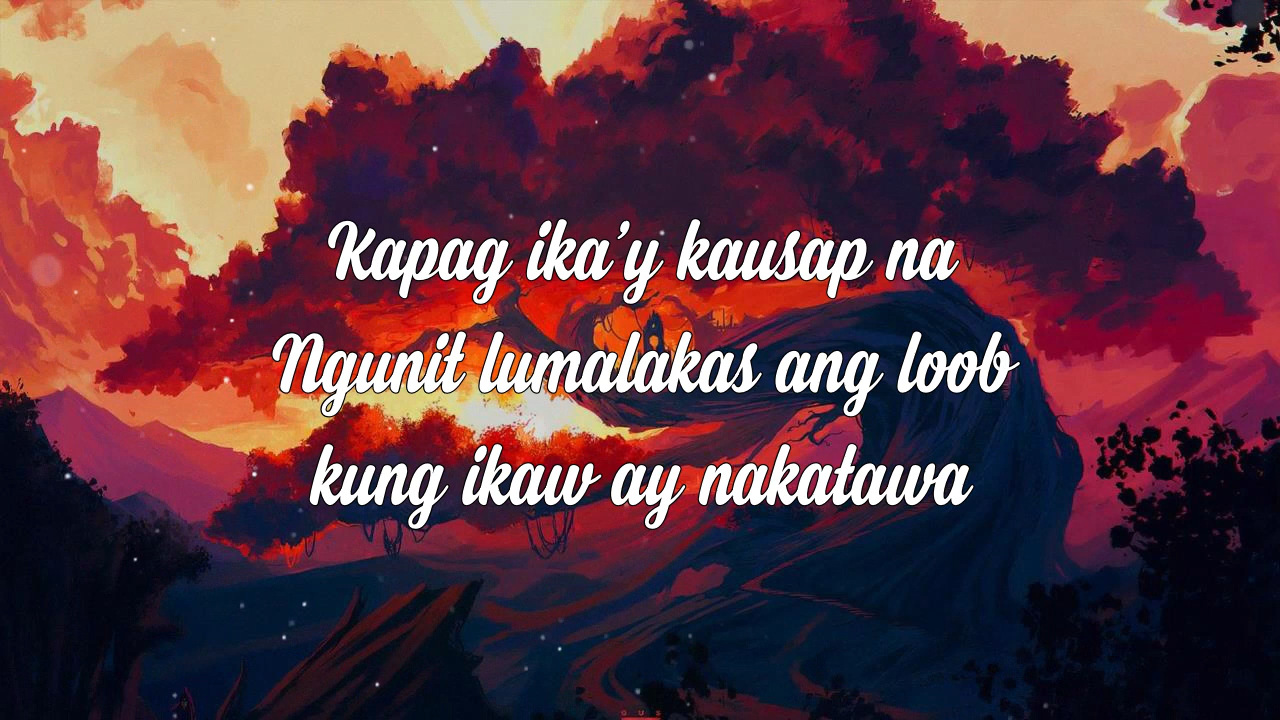 Kapag ika’y kausap na
Ngunit lumalakas ang loob
kung ikaw ay nakatawa
G U S